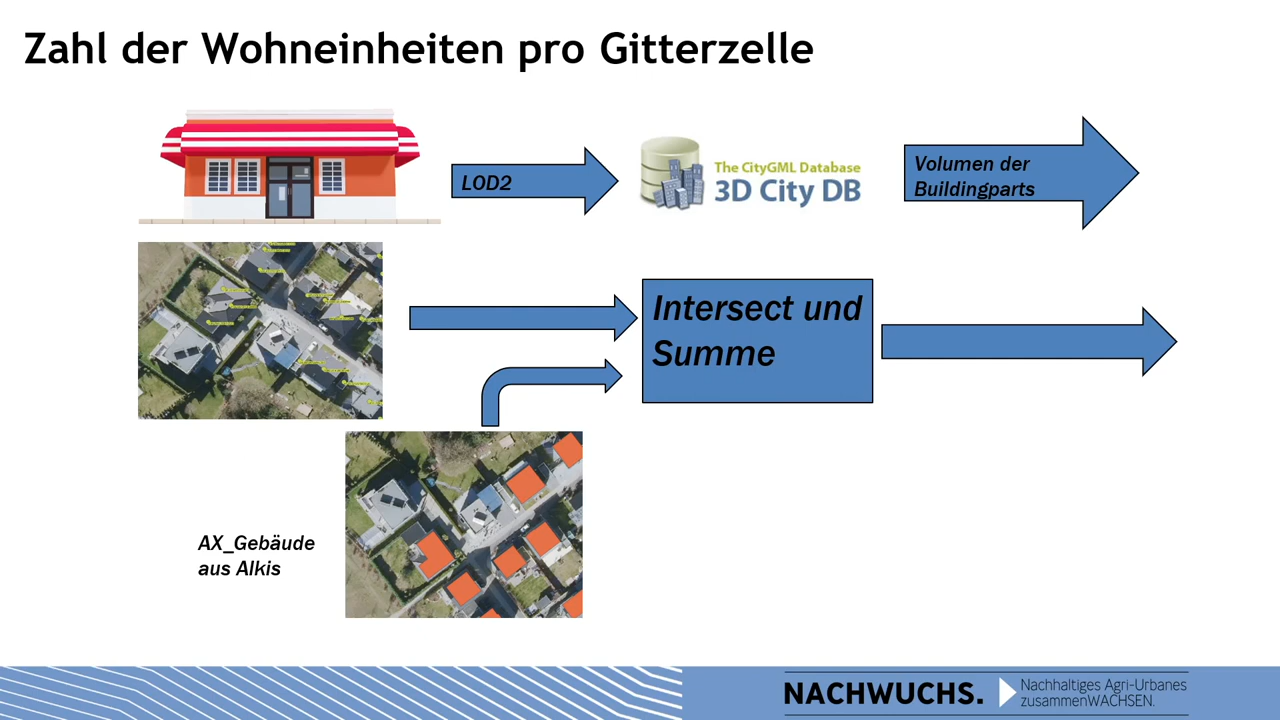 Zahl der Wohneinheiten pro Gitterzelle
LOD2
The CityGML Database
3D City DB
Volumen der
Buildingparts
Intersect und
Summe
AX_Gebäude
aus Alkis
NACHWUCHS.
Nachhaltiges Agri-Urbanes
zusammenWACHSEN.